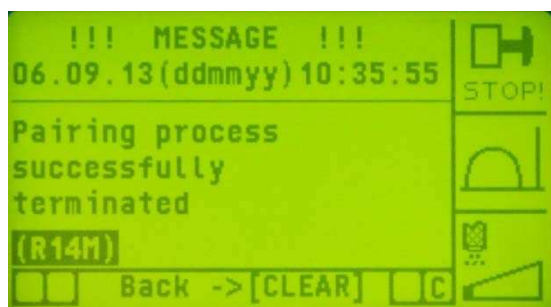 !!! MESSAGE !!!
06.09.13(ddmmyy)10:35:55
STOP!
Pairing process
successfully
terminated
(R14M)
Back ->[CLEAR]
C